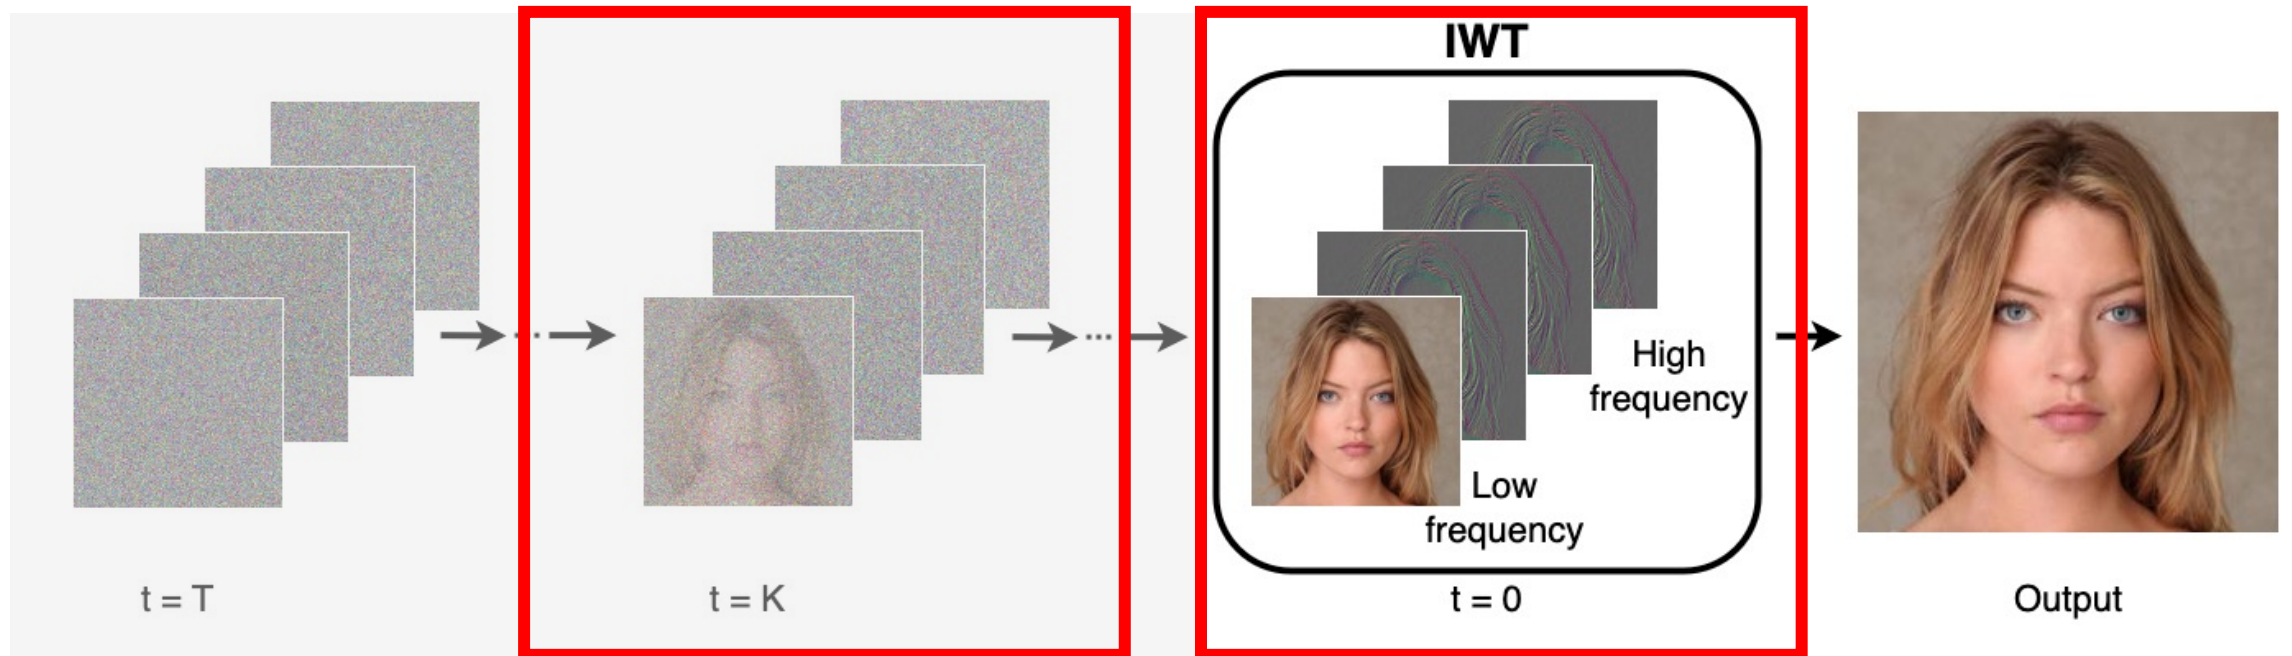 IWT
High
frequency
Low
frequency
t = T
t = K
t = 0
Output